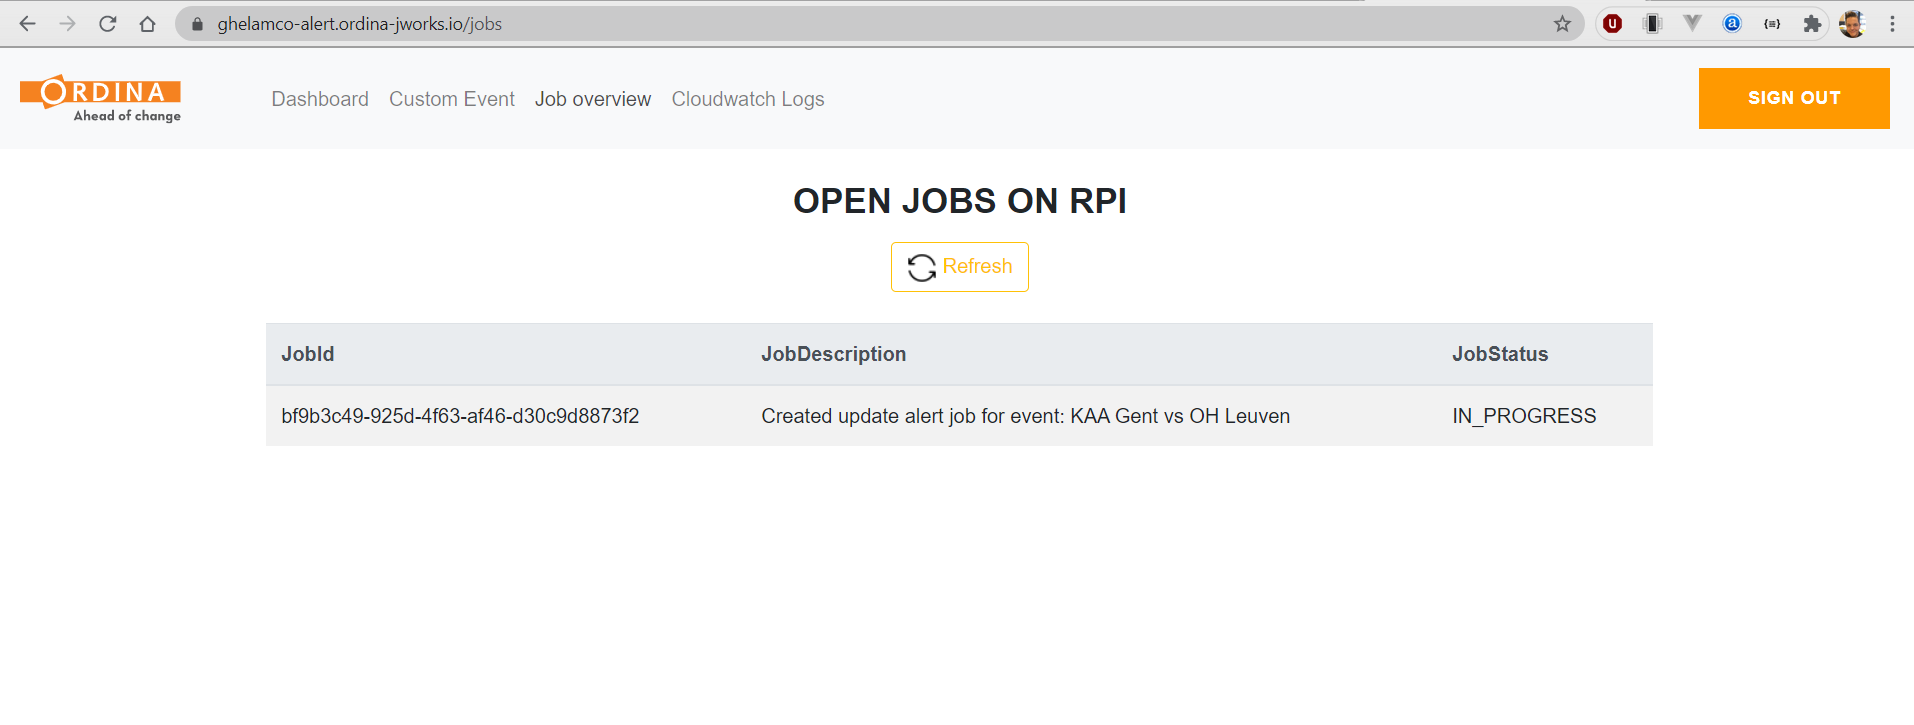 ghelamco-alert.ordina-jworks.io/jobs
ORDINA
Ahead of change
Dashboard Custom Event Job overview Cloudwatch Logs
SIGN OUT
OPEN JOBS ON RPI
Refresh
JobId JobDescription JobStatus
bf9b3c49-925d-4f63-af46-d30c9d8873f2 Created update alert job for event: KAA Gent vs OH Leuven IN_PROGRESS